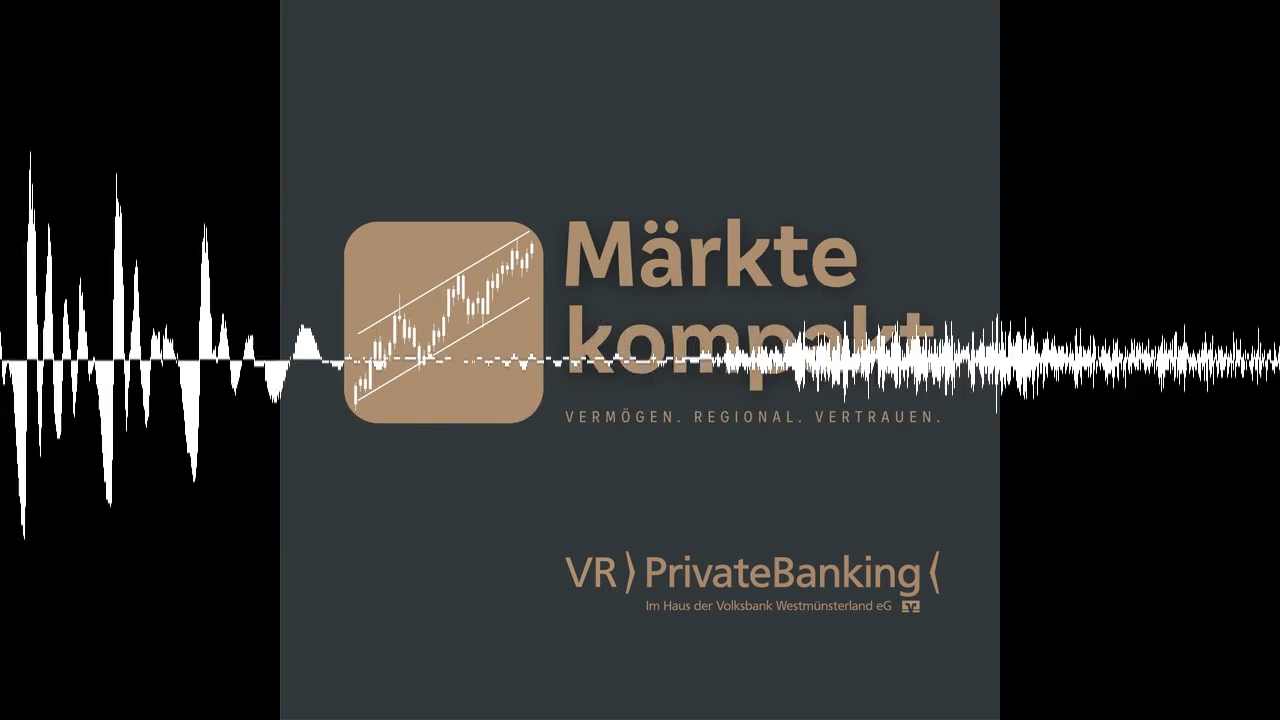 Märkte
kompakt
VERMÖGEN. REGIONAL. VERTRAUEN.
VR PrivateBanking
Im Haus der Volksbank Westmünsterland eG